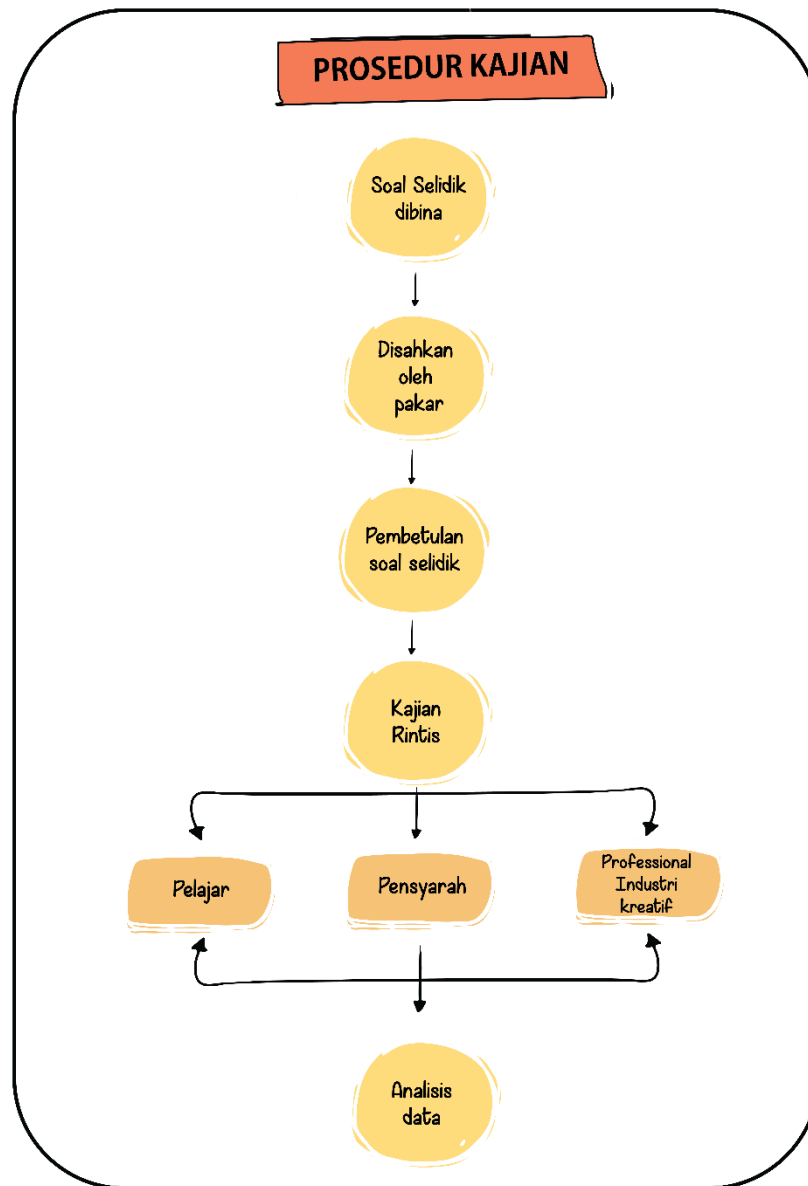 PROSEDUR KAJIAN
Soal Selidik
dibina
Disahkan
oleh
pakar
Pembetulan
soal selidik
Kajian
Rintis
Pelajar
Pensyarah
Professional
Industri
kreatif
Analisis
data